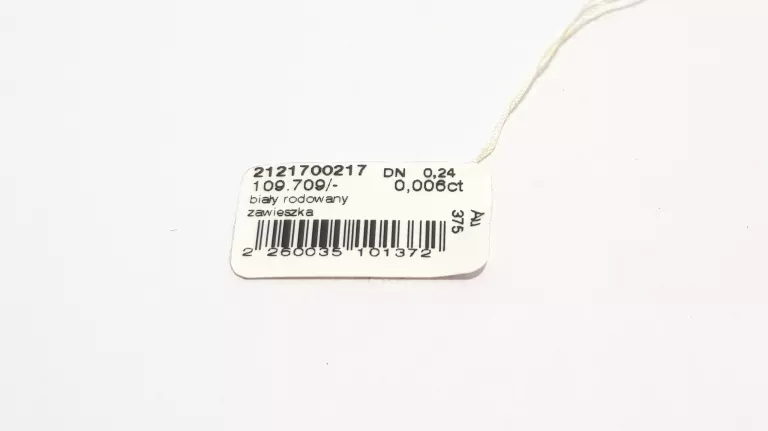 2121700217 DN 0,24
109.709/- 0,006ct
biały rodowany
zawieszka
Au
375
2 260035 101372